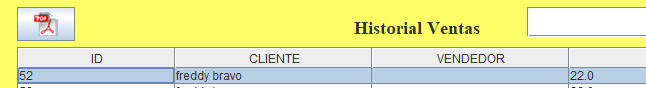 PDF
Historial Ventas
ID CLIENTE VENDEDOR
52 freddy bravo 22.0